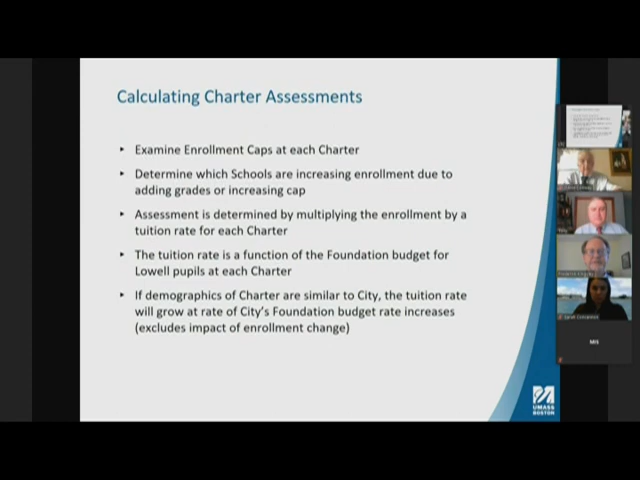 Calculating Charter Assessments
‣ Examine Enrollment Caps at each Charter
‣ Determine which Schools are increasing enrollment due to
adding grades or increasing cap
‣ Assessment is determined by multiplying the enrollment by a
tuition rate for each Charter
‣ The tuition rate is a function of the Foundation budget for
Lowell pupils at each Charter
‣ If demographics of Charter are similar to City, the tuition rate
will grow at rate of City's Foundation budget rate increases
(excludes impact of enrollment change)
UMASS
BOSTON